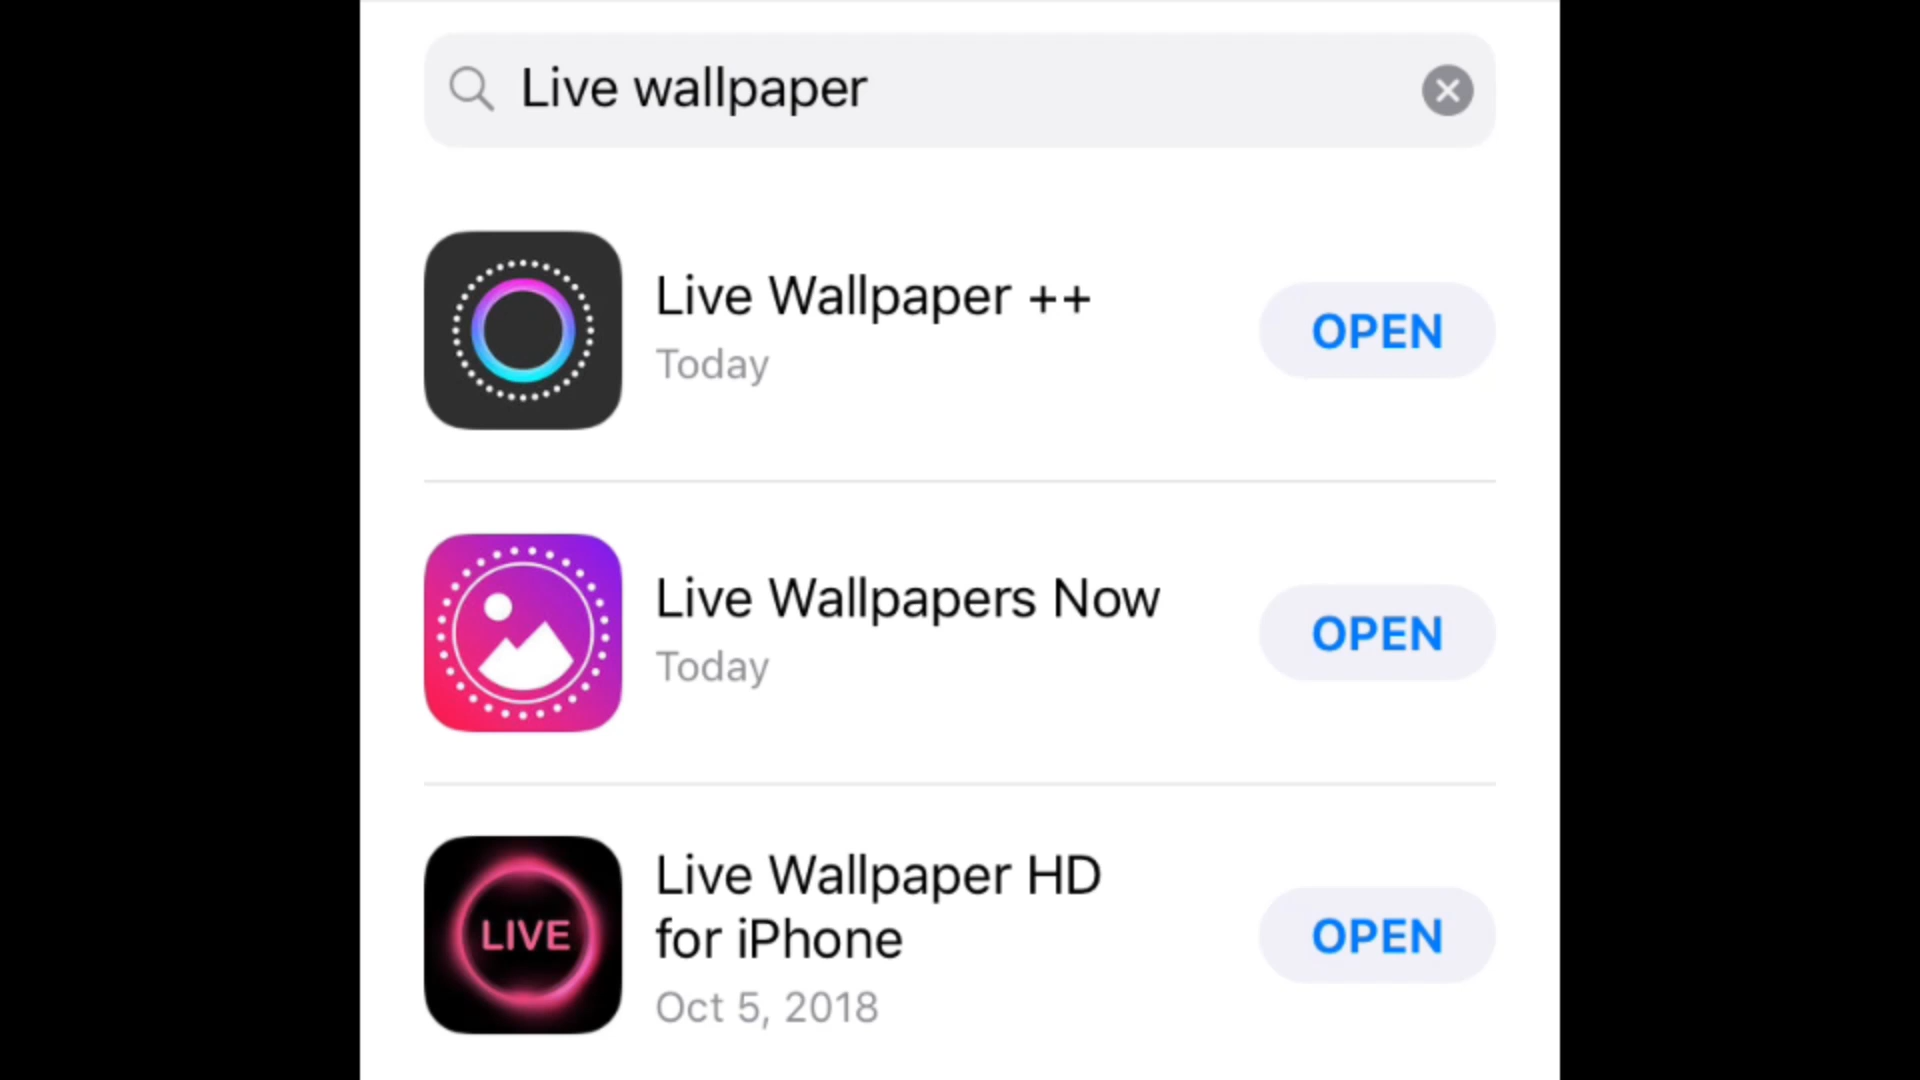 Live wallpaper
Live Wallpaper ++
Today
OPEN
Live Wallpapers Now
Today
OPEN
LIVE
Live Wallpaper HD
for iPhone
Oct 5, 2018
OPEN